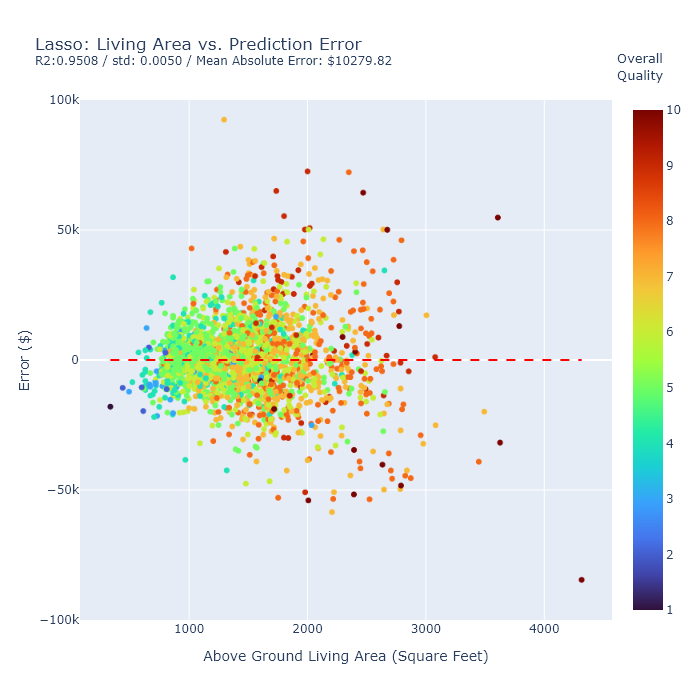 Lasso: Living Area vs. Prediction Error
R2:0.9508 / std: 0.0050 / Mean Absolute Error: $10279.82
Overall
Quality
100k
50k
0
−50k
−100k
Error ($)
1000
2000
3000
4000
Above Ground Living Area (Square Feet)
10
9
8
7
6
5
4
3
2
1